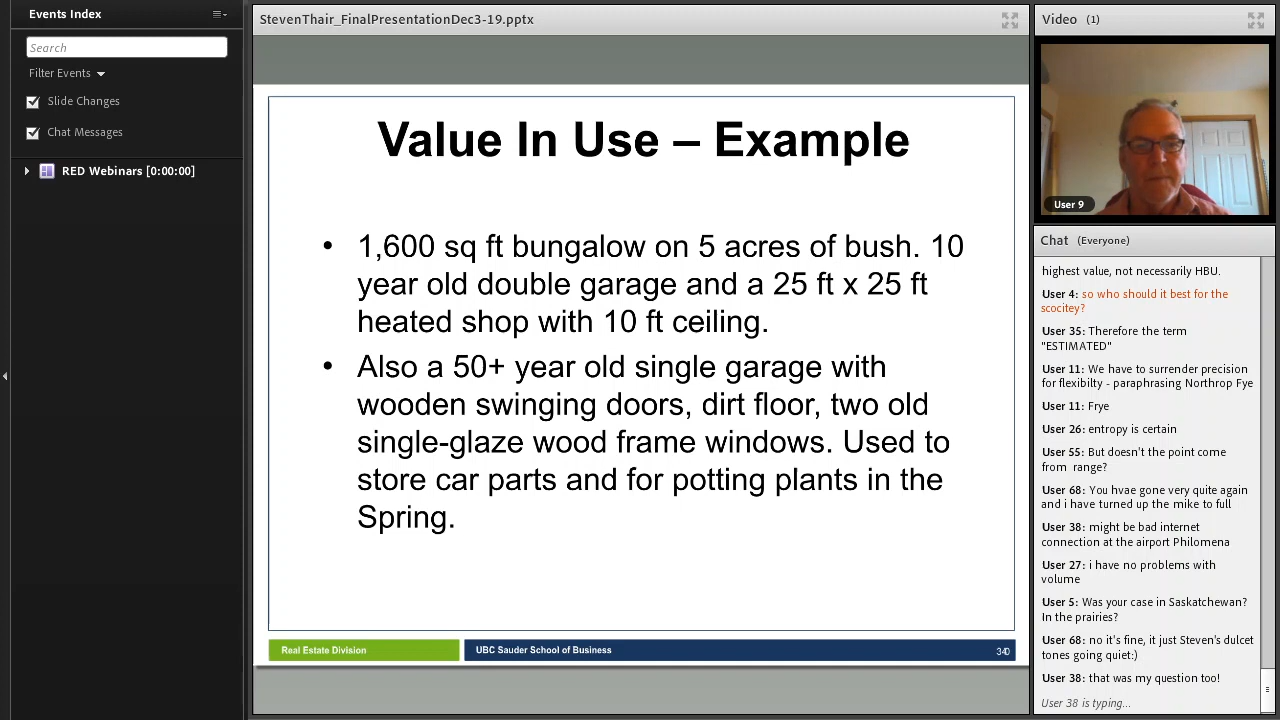 Events Index
Search
Filter Events
Slide Changes
Chat Messages
RED Webinars [0:00:00]
StevenThair_FinalPresentationDec3-19.pptx
Value In Use – Example
• 1,600 sq ft bungalow on 5 acres of bush. 10
year old double garage and a 25 ft x 25 ft
heated shop with 10 ft ceiling.
• Also a 50+ year old single garage with
wooden swinging doors, dirt floor, two old
single-glaze wood frame windows. Used to
store car parts and for potting plants in the
Spring.
Real Estate Division
UBC Sauder School of Business
Video (1)
User 9
Chat (Everyone)
highest value, not necessarily HBU.
User 4: so who should it best for the
scocitey?
User 35: Therefore the term
"ESTIMATED"
User 11: We have to surrender precision
for flexibilty - paraphrasing Northrop Fye
User 11: Frye
User 26: entropy is certain
User 55: But doesn't the point come
from range?
User 68: You hvae gone very quite again
and i have turned up the mike to full
User 38: might be bad internet
connection at the airport Philomena
User 27: i have no problems with
volume
User 5: Was your case in Saskatchewan?
In the prairies?
User 68: no it's fine, it just Steven's dulcet
tones going quiet:)
User 38: that was my question too!
User 38 is typing...